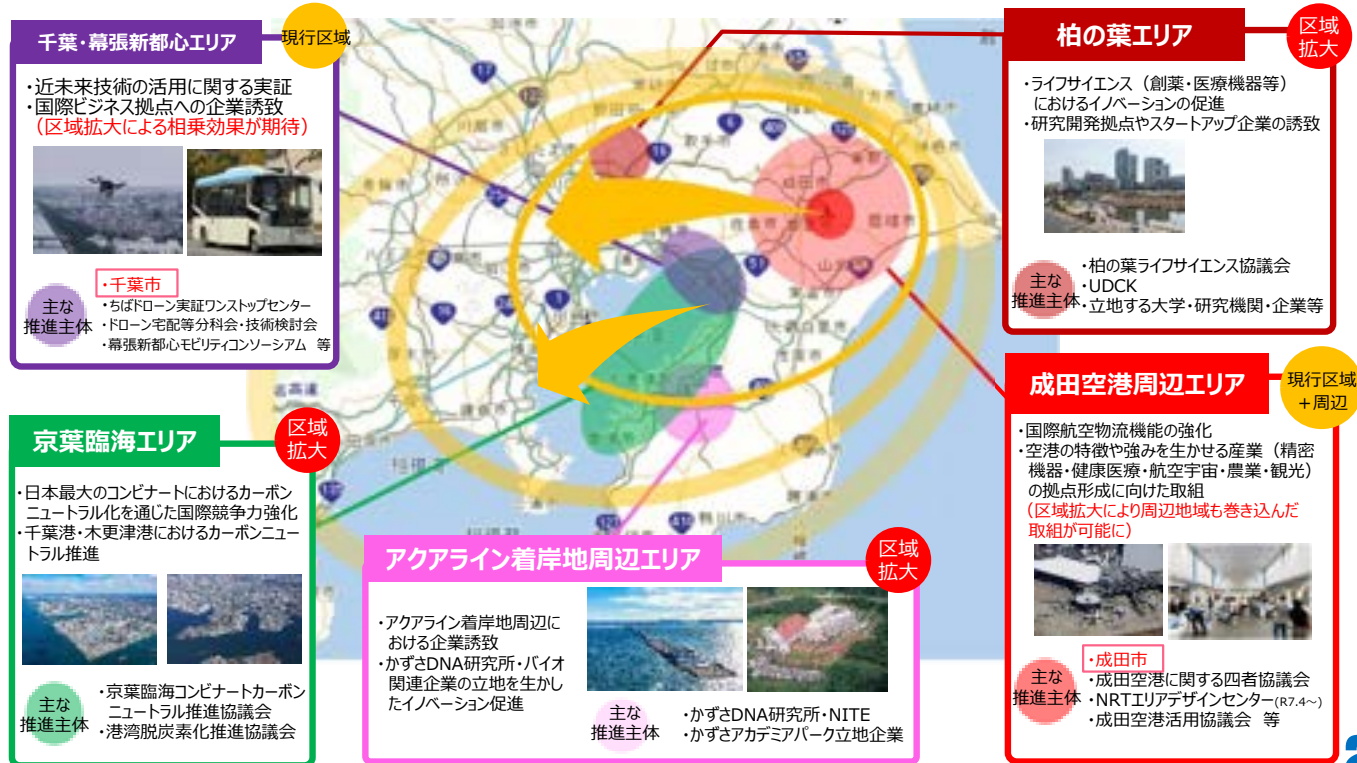 千葉・幕張新都心エリア
現行区域
・近未来技術の活用に関する実証
・国際ビジネス拠点への企業誘致
（区域拡大による相乗効果が期待）
主な
推進主体
・千葉市
・ちばドローン実証ワンストップセンター
・ドローン宅配等分科会・技術検討会
・幕張新都心モビリティコンソーシアム 等
柏の葉エリア
区域
拡大
・ライフサイエンス（創薬・医療機器等）
におけるイノベーションの促進
・研究開発拠点やスタートアップ企業の誘致
主な
推進主体
・柏の葉ライフサイエンス協議会
・UDCK
・立地する大学・研究機関・企業等
京葉臨海エリア
区域
拡大
・日本最大のコンビナートにおけるカーボン
ニュートラル化を通じた国際競争力強化
・千葉港・木更津港におけるカーボンニュー
トラル推進
主な
推進主体
・京葉臨海コンビナートカーボン
ニュートラル推進協議会
・港湾脱炭素化推進協議会
アクアライン着岸地周辺エリア
区域
拡大
・アクアライン着岸地周辺に
おける企業誘致
・かずさDNA研究所・バイオ
関連企業の立地を生かし
たイノベーション促進
主な
推進主体
・かずさDNA研究所・NITE
・かずさアカデミアパーク立地企業
成田空港周辺エリア
現行区域
＋周辺
・国際航空物流機能の強化
・空港の特徴や強みを生かせる産業（精密
機器・健康医療・航空宇宙・農業・観光）
の拠点形成に向けた取組
（区域拡大により周辺地域も巻き込んだ
取組が可能に）
主な
推進主体
・成田市
・成田空港に関する四者協議会
・NRTエリアデザインセンター(R7.4～)
・成田空港活用協議会 等
成田市
取手市
16
6
408
51
1